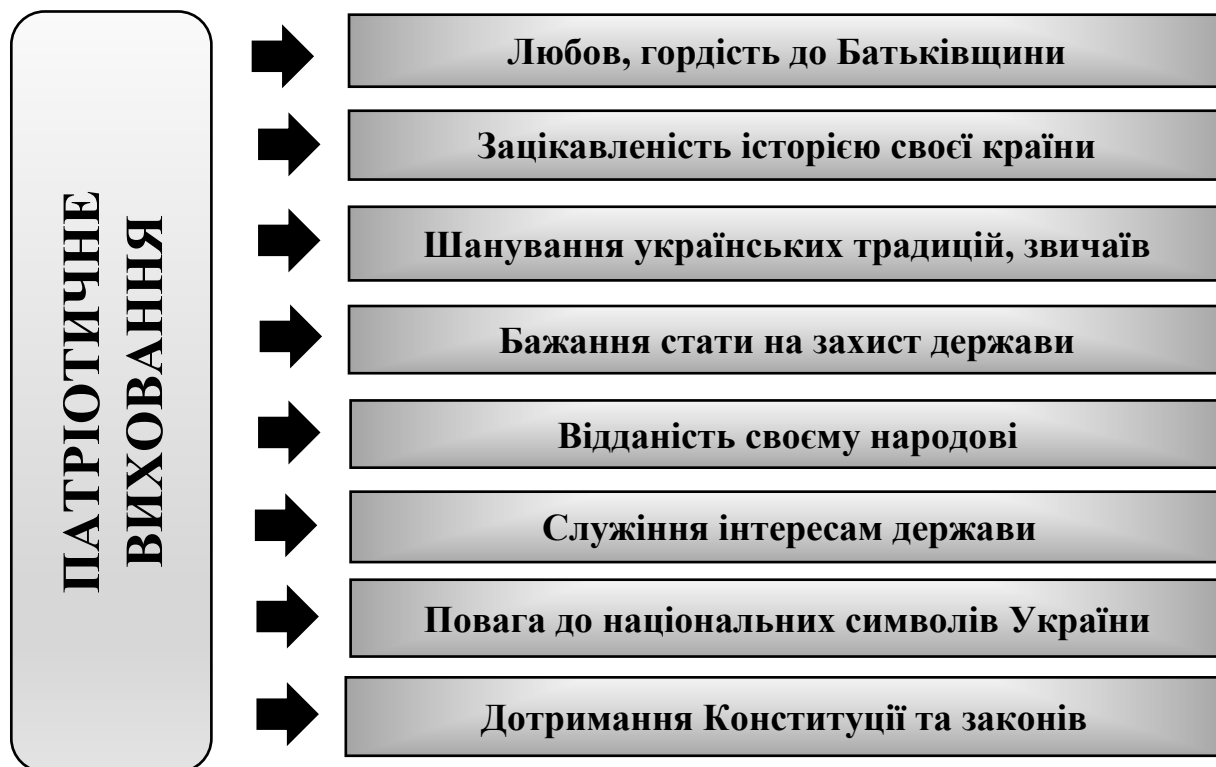 ПАТРІОТИЧНЕ
ВИХОВАННЯ
Любов, гордість до Батьківщини
Зацікавленість історією своєї країни
Шанування українських традицій, звичаїв
Бажання стати на захист держави
Відданість своєму народові
Служіння інтересам держави
Повага до національних символів України
Дотримання Конституції та законів